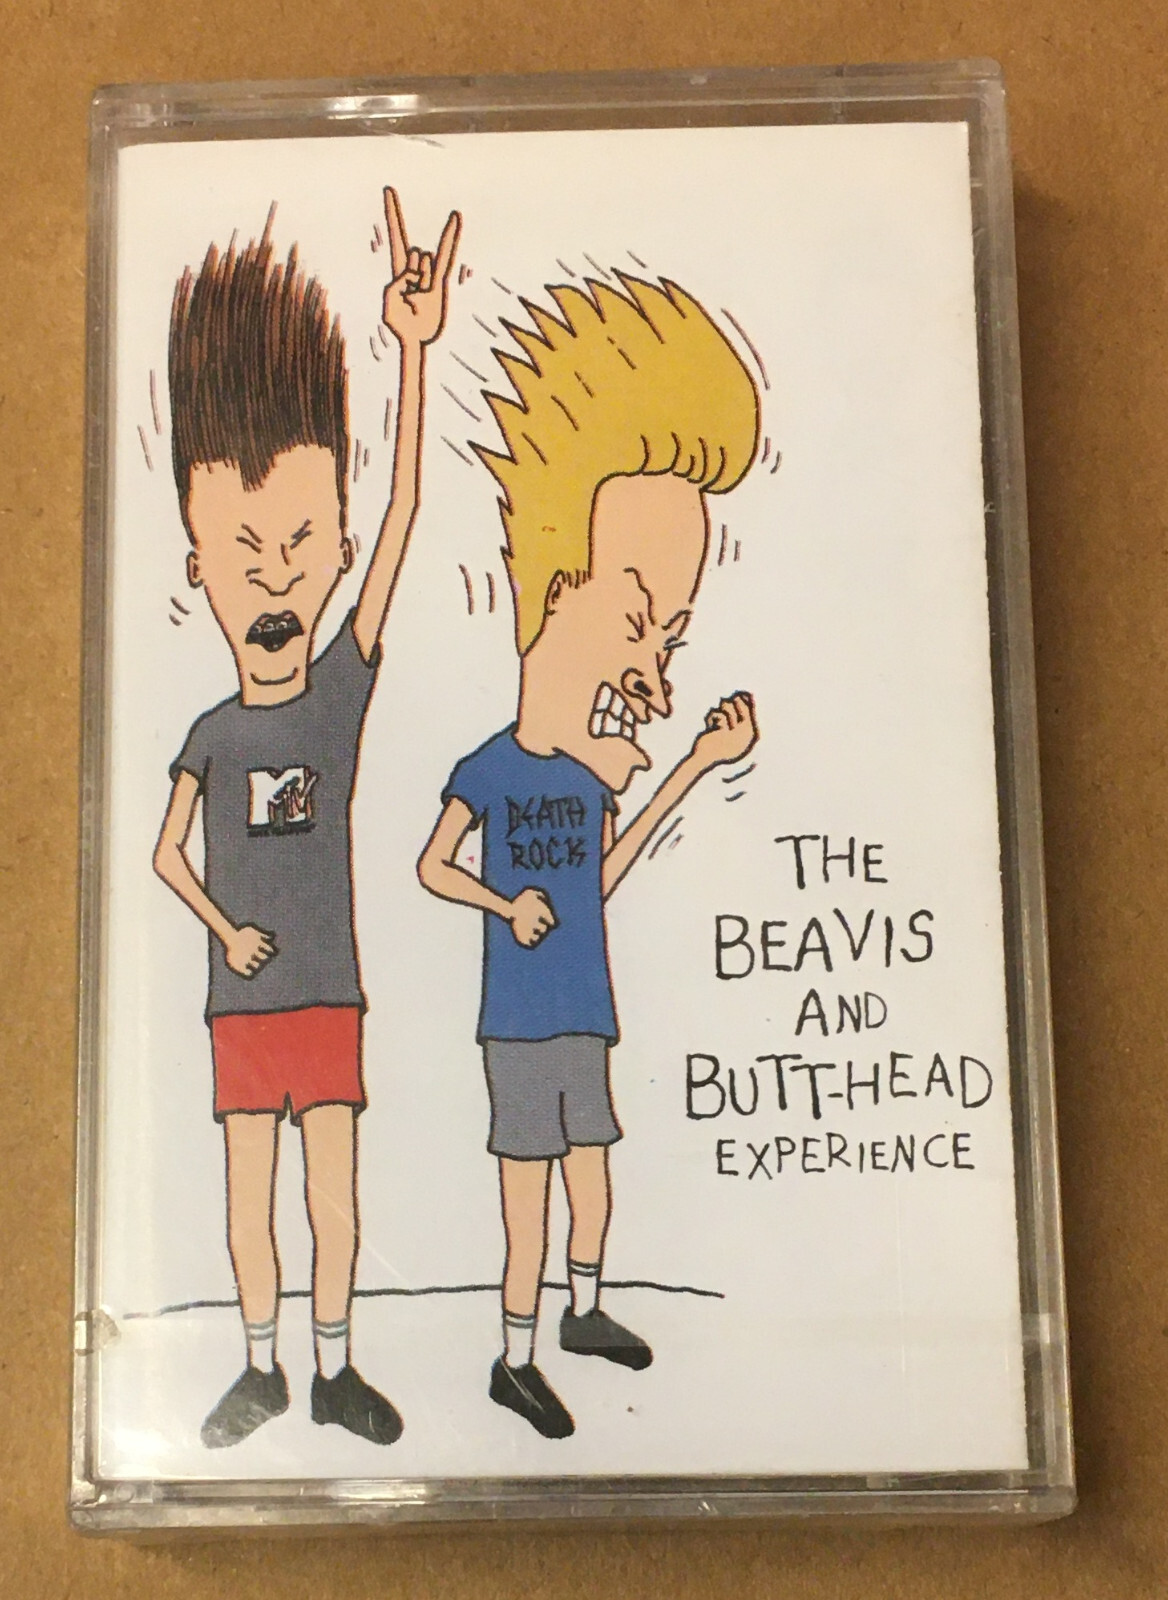 MTV
DEATH
ROCK
THE
BEAVIS
AND
BUTT-HEAD
EXPERIENCE